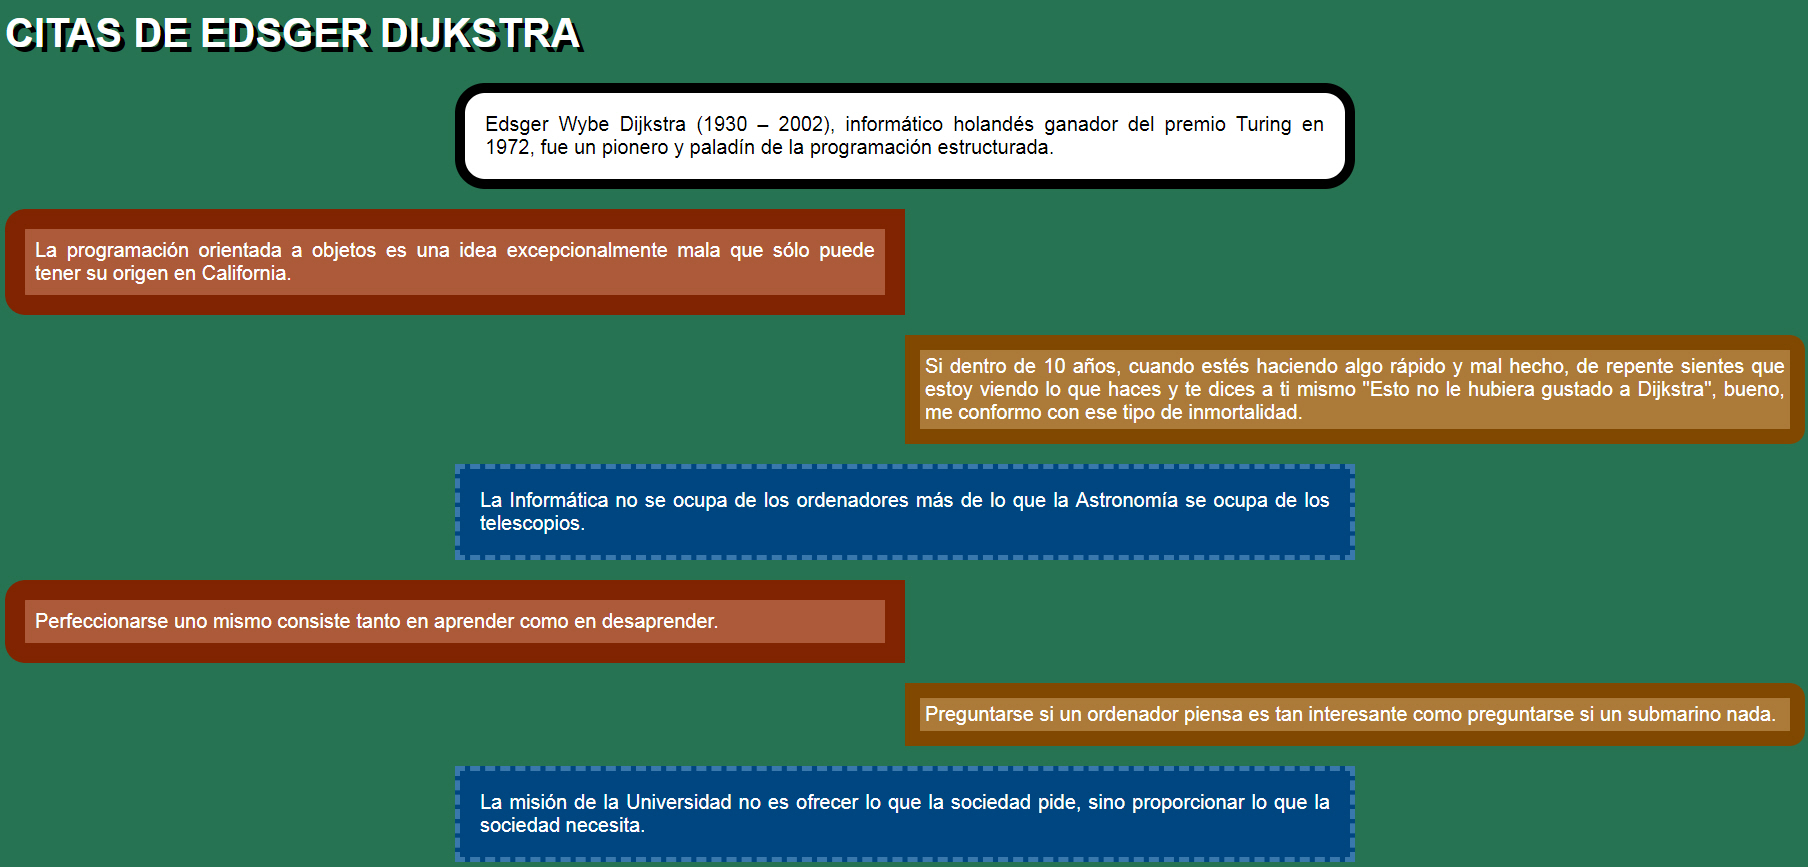 CITAS DE EDSGER DIJKSTRA
Edsger Wybe Dijkstra (1930 – 2002), informático holandés ganador del premio Turing en
1972, fue un pionero y paladín de la programación estructurada.
La programación orientada a objetos es una idea excepcionalmente mala que sólo puede
tener su origen en California.
Si dentro de 10 años, cuando estés haciendo algo rápido y mal hecho, de repente sientes que
estoy viendo lo que haces y te dices a ti mismo "Esto no le hubiera gustado a Dijkstra", bueno,
me conformo con ese tipo de inmortalidad.
La Informática no se ocupa de los ordenadores más de lo que la Astronomía se ocupa de los
telescopios.
Perfeccionarse uno mismo consiste tanto en aprender como en desaprender.
Preguntarse si un ordenador piensa es tan interesante como preguntarse si un submarino nada.
La misión de la Universidad no es ofrecer lo que la sociedad pide, sino proporcionar lo que la
sociedad necesita.